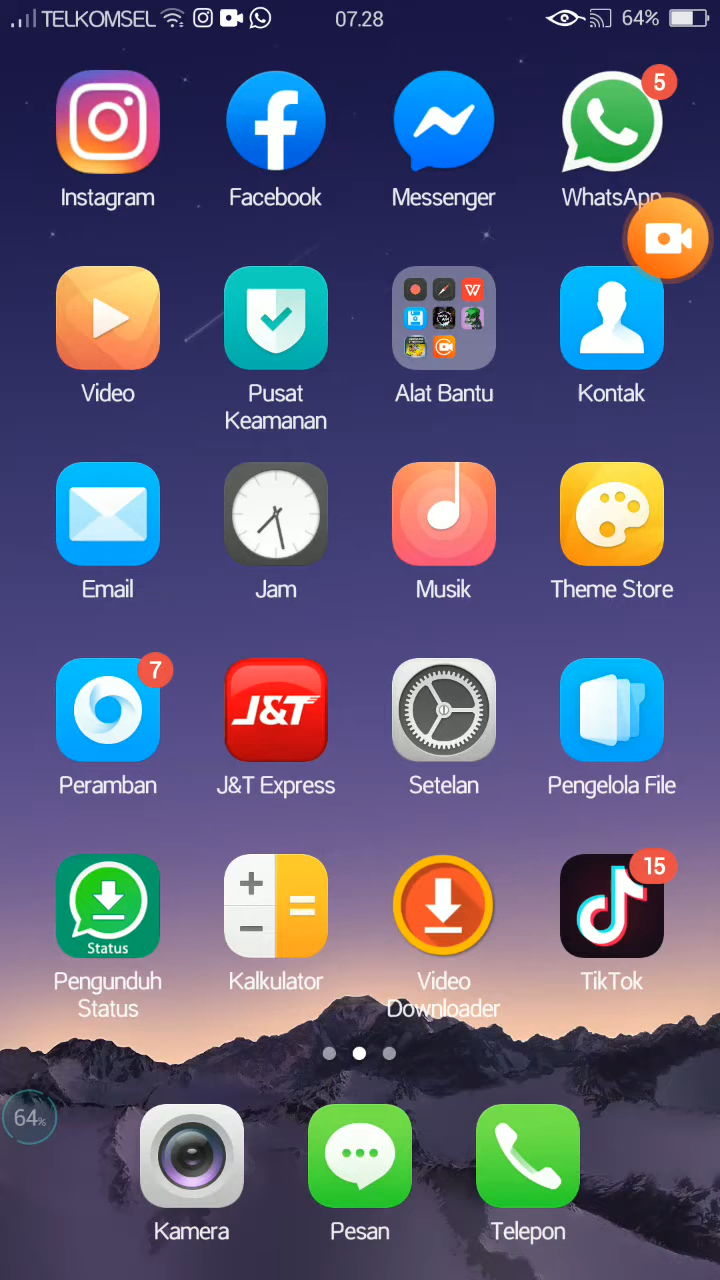 TELKOMSEL
07.28
64%
5
Instagram
Facebook
Messenger
WhatsApp
Video
Pusat
Keamanan
Alat Bantu
Kontak
Email
Jam
Musik
Theme Store
7
J&T
Peramban
J&T Express
Setelan
Pengelola File
15
Status
Pengunduh
Status
Kalkulator
Video
Downloader
TikTok
64%
Kamera
Pesan
Telepon